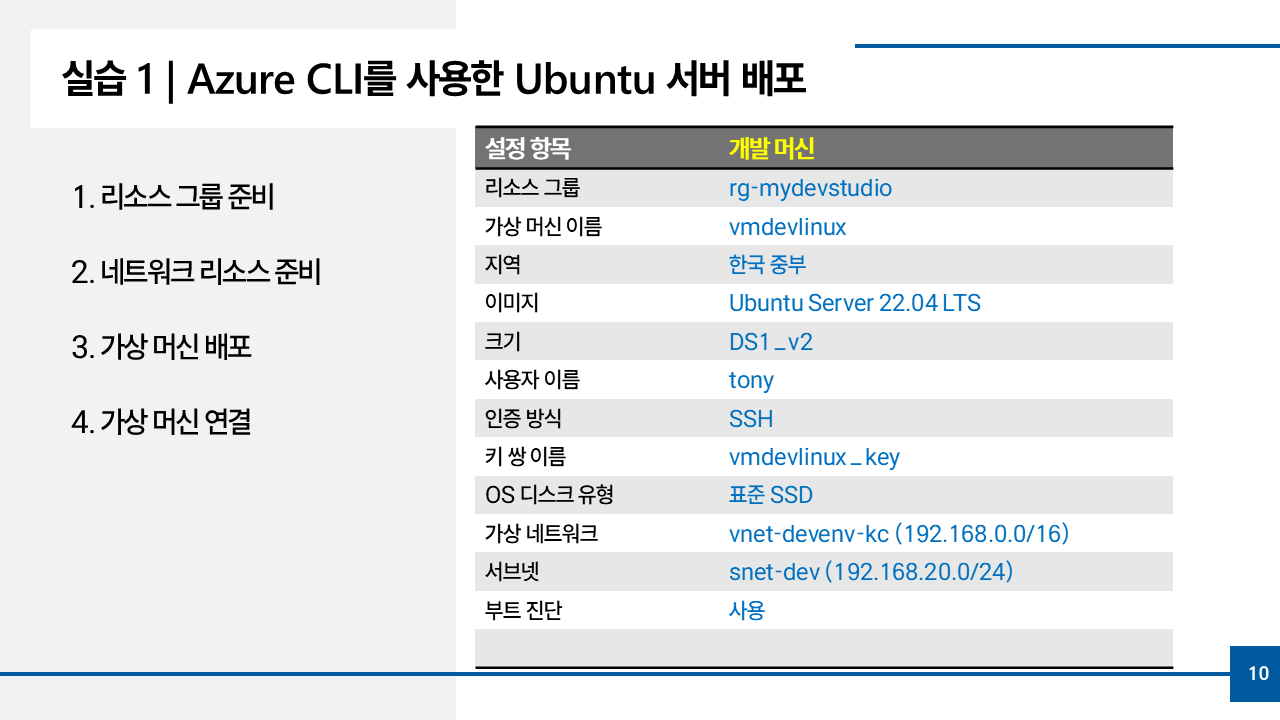 실습 1 | Azure CLI를 사용한 Ubuntu 서버 배포
1. 리소스 그룹 준비
2. 네트워크 리소스 준비
3. 가상 머신 배포
4. 가상 머신 연결
설정 항목 개발 머신
리소스 그룹 rg-mydevstudio
가상 머신 이름 vmdevlinux
지역 한국 중부
이미지 Ubuntu Server 22.04 LTS
크기 DS1_v2
사용자 이름 tony
인증 방식 SSH
키 쌍 이름 vmdevlinux_key
OS 디스크 유형 표준 SSD
가상 네트워크 vnet-devenv-kc (192.168.0.0/16)
서브넷 snet-dev (192.168.20.0/24)
부트 진단 사용
10